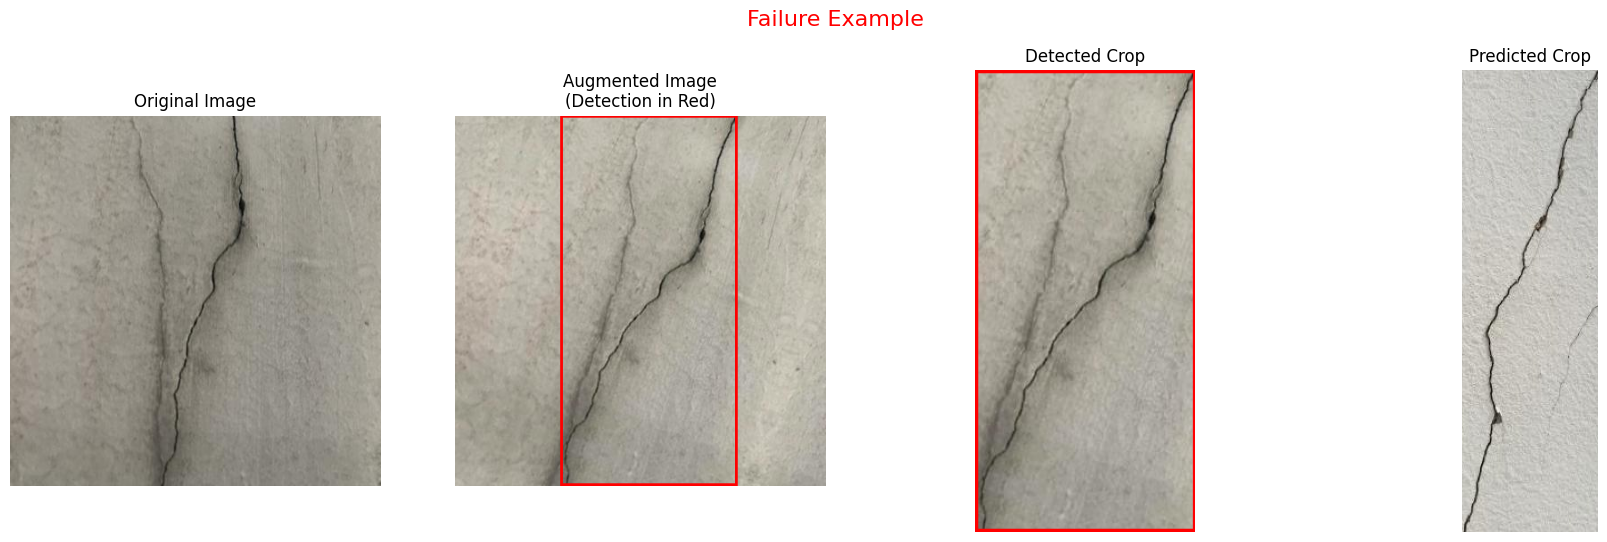 Failure Example
Original Image
Augmented Image
(Detection in Red)
Detected Crop
Predicted Crop